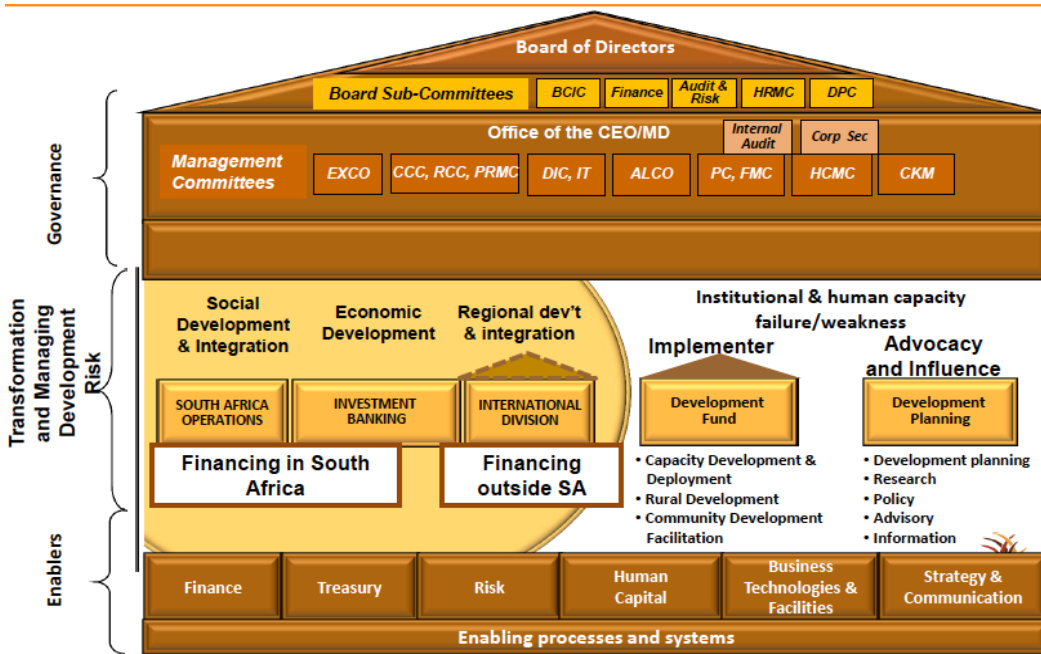 Board of Directors
Board Sub-Committees
BCIC
Finance
Audit &
Risk
HRMC
DPC
Office of the CEO/MD
Internal
Audit
Corp Sec
Management
Committees
EXCO
CCC, RCC, PRMC
DIC, IT
ALCO
PC, FMC
HCMC
CKM
Governance
Transformation
and Managing
Development
Risk
Enablers
Social
Development
& Integration
Economic
Development
Regional dev't
& integration
Institutional & human capacity
failure/weakness
Implementer
Advocacy
and Influence
SOUTH AFRICA
OPERATIONS
INVESTMENT
BANKING
INTERNATIONAL
DIVISION
Development
Fund
Development
Planning
Financing in South
Africa
Financing
outside SA
• Capacity Development &
Deployment
• Rural Development
• Community Development
Facilitation
• Development planning
• Research
• Policy
• Advisory
• Information
Finance
Treasury
Risk
Human
Capital
Business
Technologies &
Facilities
Strategy &
Communication
Enabling processes and systems